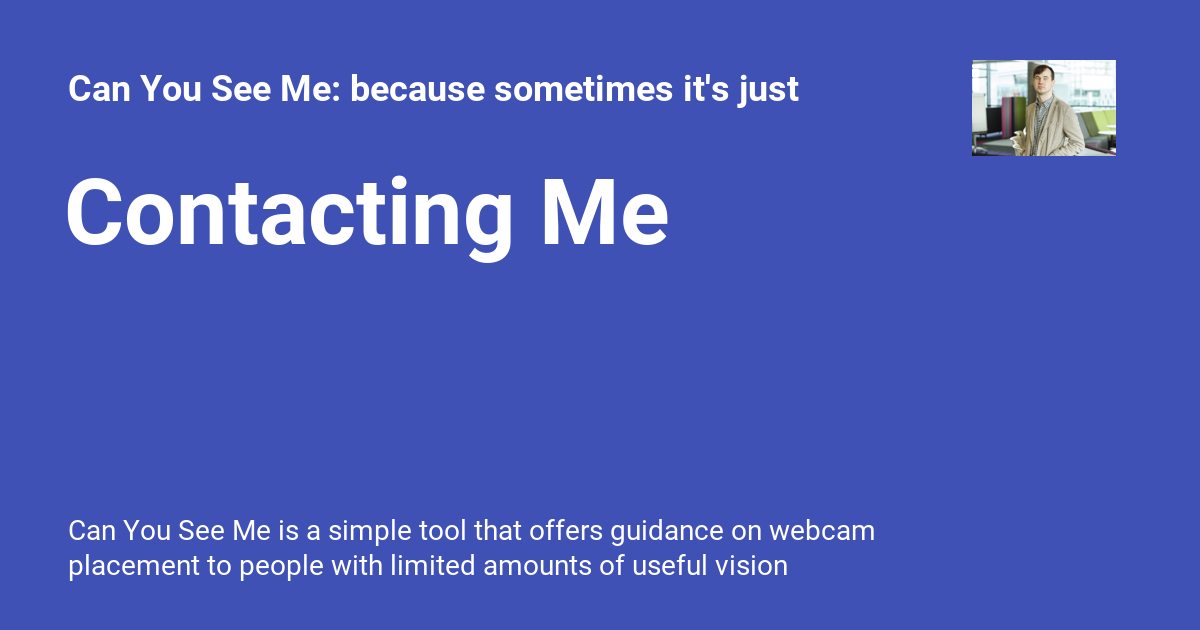 Can You See Me: because sometimes it's just
Contacting Me
Can You See Me is a simple tool that offers guidance on webcam
placement to people with limited amounts of useful vision